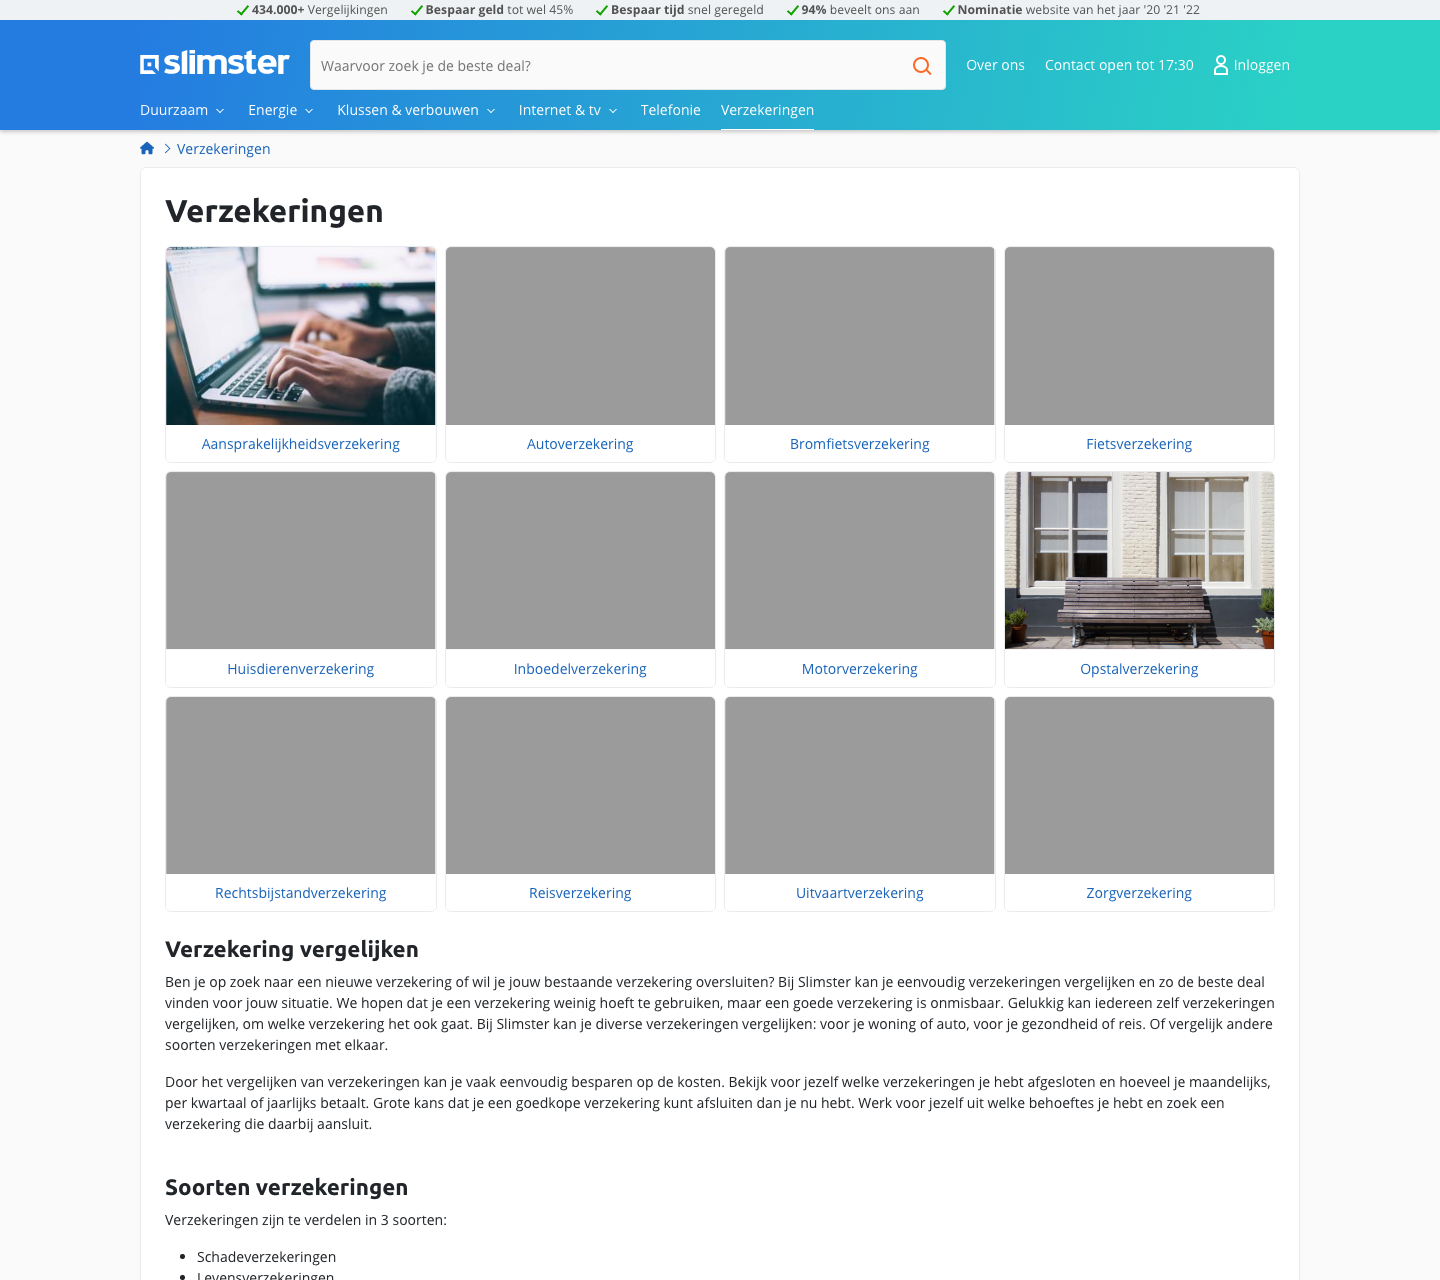 434.000+ Vergelijkingen Bespaar geld tot wel 45% Bespaar tijd snel geregeld 94% beveelt ons aan Nominatie website van het jaar '20 '21 '22
slimster
Waarvoor zoek je de beste deal?
Over ons Contact open tot 17:30 Inloggen
Duurzaam Energie Klussen & verbouwen Internet & tv Telefonie Verzekeringen
Verzekeringen
Verzekeringen
Aansprakelijkheidsverzekering Autoverzekering Bromfietsverzekering Fietsverzekering
Huisdierenverzekering Inboedelverzekering Motorverzekering Opstalverzekering
Rechtsbijstandverzekering Reisverzekering Uitvaartverzekering Zorgverzekering
Verzekering vergelijken
Ben je op zoek naar een nieuwe verzekering of wil je jouw bestaande verzekering oversluiten? Bij Slimster kan je eenvoudig verzekeringen vergelijken en zo de beste deal
vinden voor jouw situatie. We hopen dat je een verzekering weinig hoeft te gebruiken, maar een goede verzekering is onmisbaar. Gelukkig kan iedereen zelf verzekeringen
vergelijken, om welke verzekering het ook gaat. Bij Slimster kan je diverse verzekeringen vergelijken: voor je woning of auto, voor je gezondheid of reis. Of vergelijk andere
soorten verzekeringen met elkaar.
Door het vergelijken van verzekeringen kan je vaak eenvoudig besparen op de kosten. Bekijk voor jezelf welke verzekeringen je hebt afgesloten en hoeveel je maandelijks,
per kwartaal of jaarlijks betaalt. Grote kans dat je een goedkope verzekering kunt afsluiten dan je nu hebt. Werk voor jezelf uit welke behoeftes je hebt en zoek een
verzekering die daarbij aansluit.
Soorten verzekeringen
Verzekeringen zijn te verdelen in 3 soorten:
Schadeverzekeringen
Levensverzekeringen